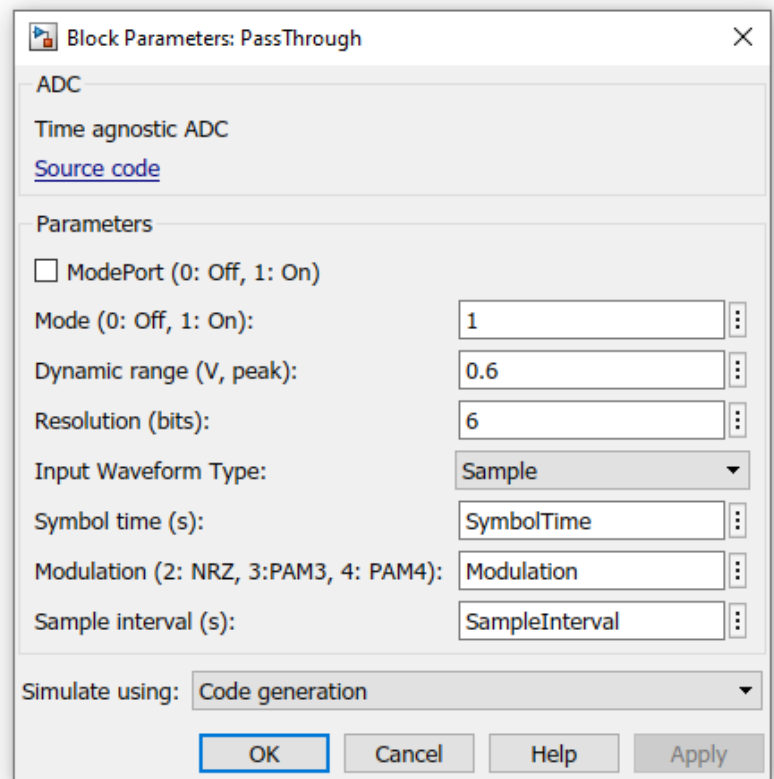 Block Parameters: PassThrough
ADC
Time agnostic ADC
Source code
Parameters
ModePort (0: Off, 1: On)
Mode (0: Off, 1: On): 1
Dynamic range (V, peak): 0.6
Resolution (bits): 6
Input Waveform Type: Sample
Symbol time (s): SymbolTime
Modulation (2: NRZ, 3:PAM3, 4: PAM4): Modulation
Sample interval (s): SampleInterval
Simulate using: Code generation
OK Cancel Help Apply